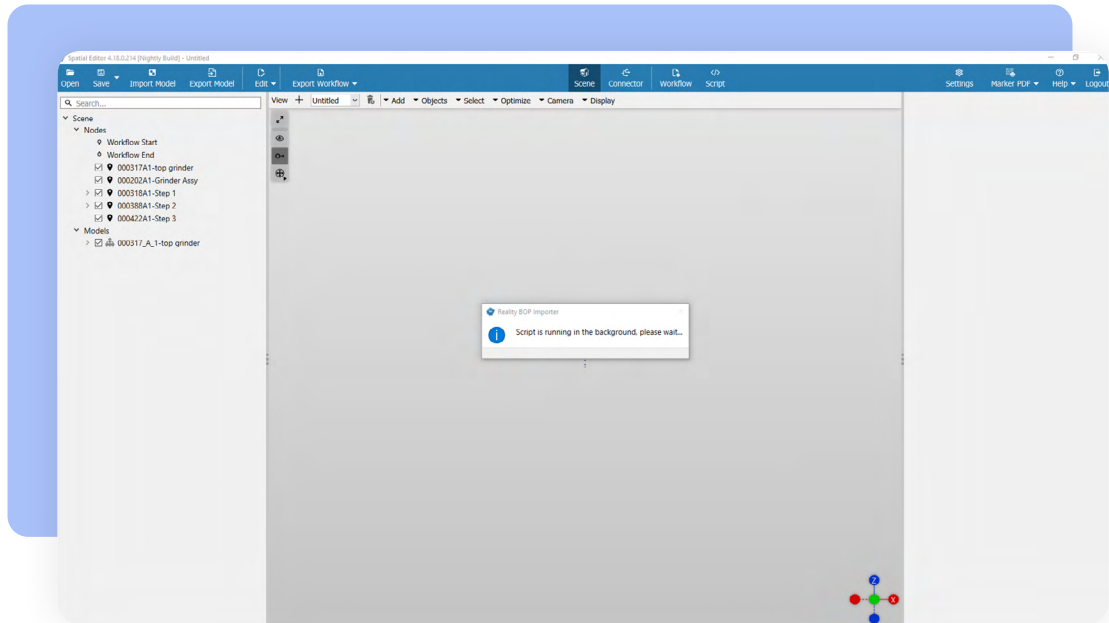 Spatial Editor 4.18.0.214 [Nightly Build] - Untitled
Open Save Import Model Export Model Edit Export Workflow Scene Connector Workflow Script Settings Marker PDF Help Logout
Search...
View Untitled Add Objects Select Optimize Camera Display
Scene
Nodes
Workflow Start
Workflow End
000317A1-top grinder
000202A1-Grinder Assy
000318A1-Step 1
000388A1-Step 2
000422A1-Step 3
Models
000317_A_1-top grinder
Reality BOP Importer
Script is running in the background, please wait...
Z
X